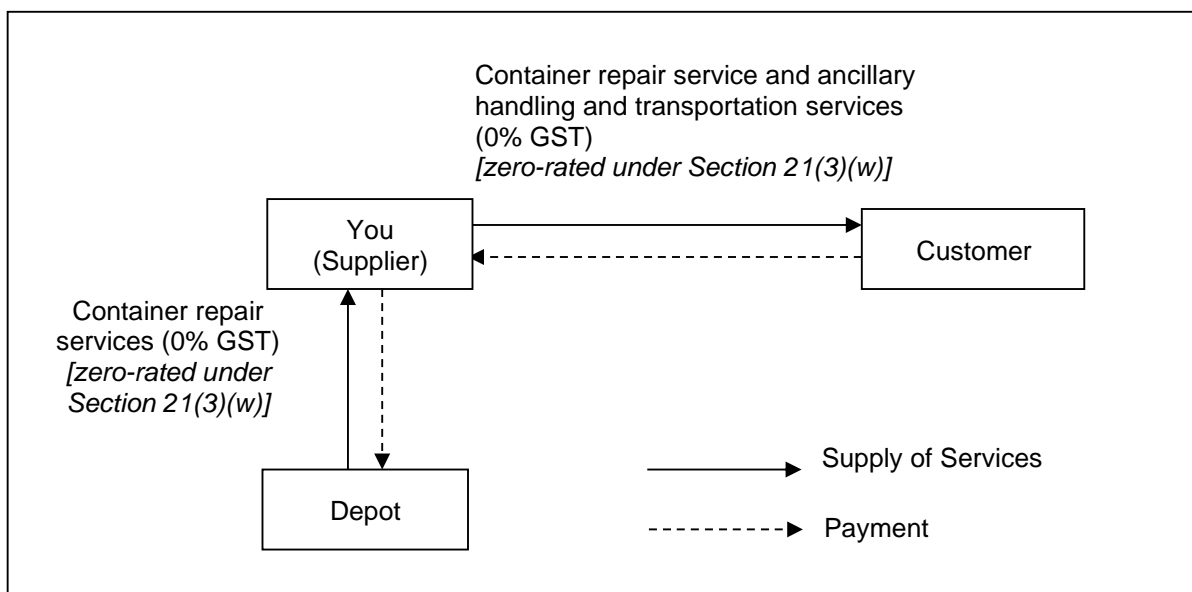 Container repair service and ancillary
handling and transportation services
(0% GST)
[zero-rated under Section 21(3)(w)]
You
(Supplier)
Customer
Container repair
services (0% GST)
[zero-rated under
Section 21(3)(w)]
Supply of Services
Depot
Payment